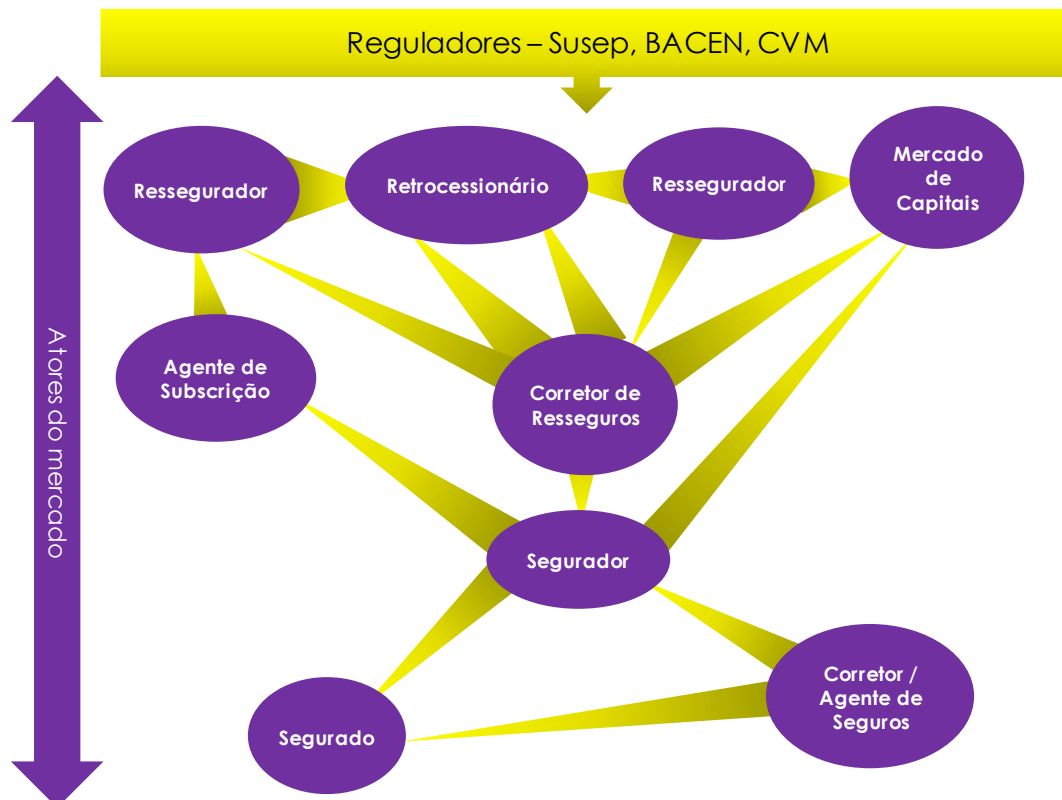 Reguladores – Susep, BACEN, CVM
Atores do mercado
Ressegurador
Retrocessionário
Ressegurador
Mercado
de
Capitais
Agente de
Subscrição
Corretor de
Resseguros
Segurador
Segurado
Corretor /
Agente de
Seguros